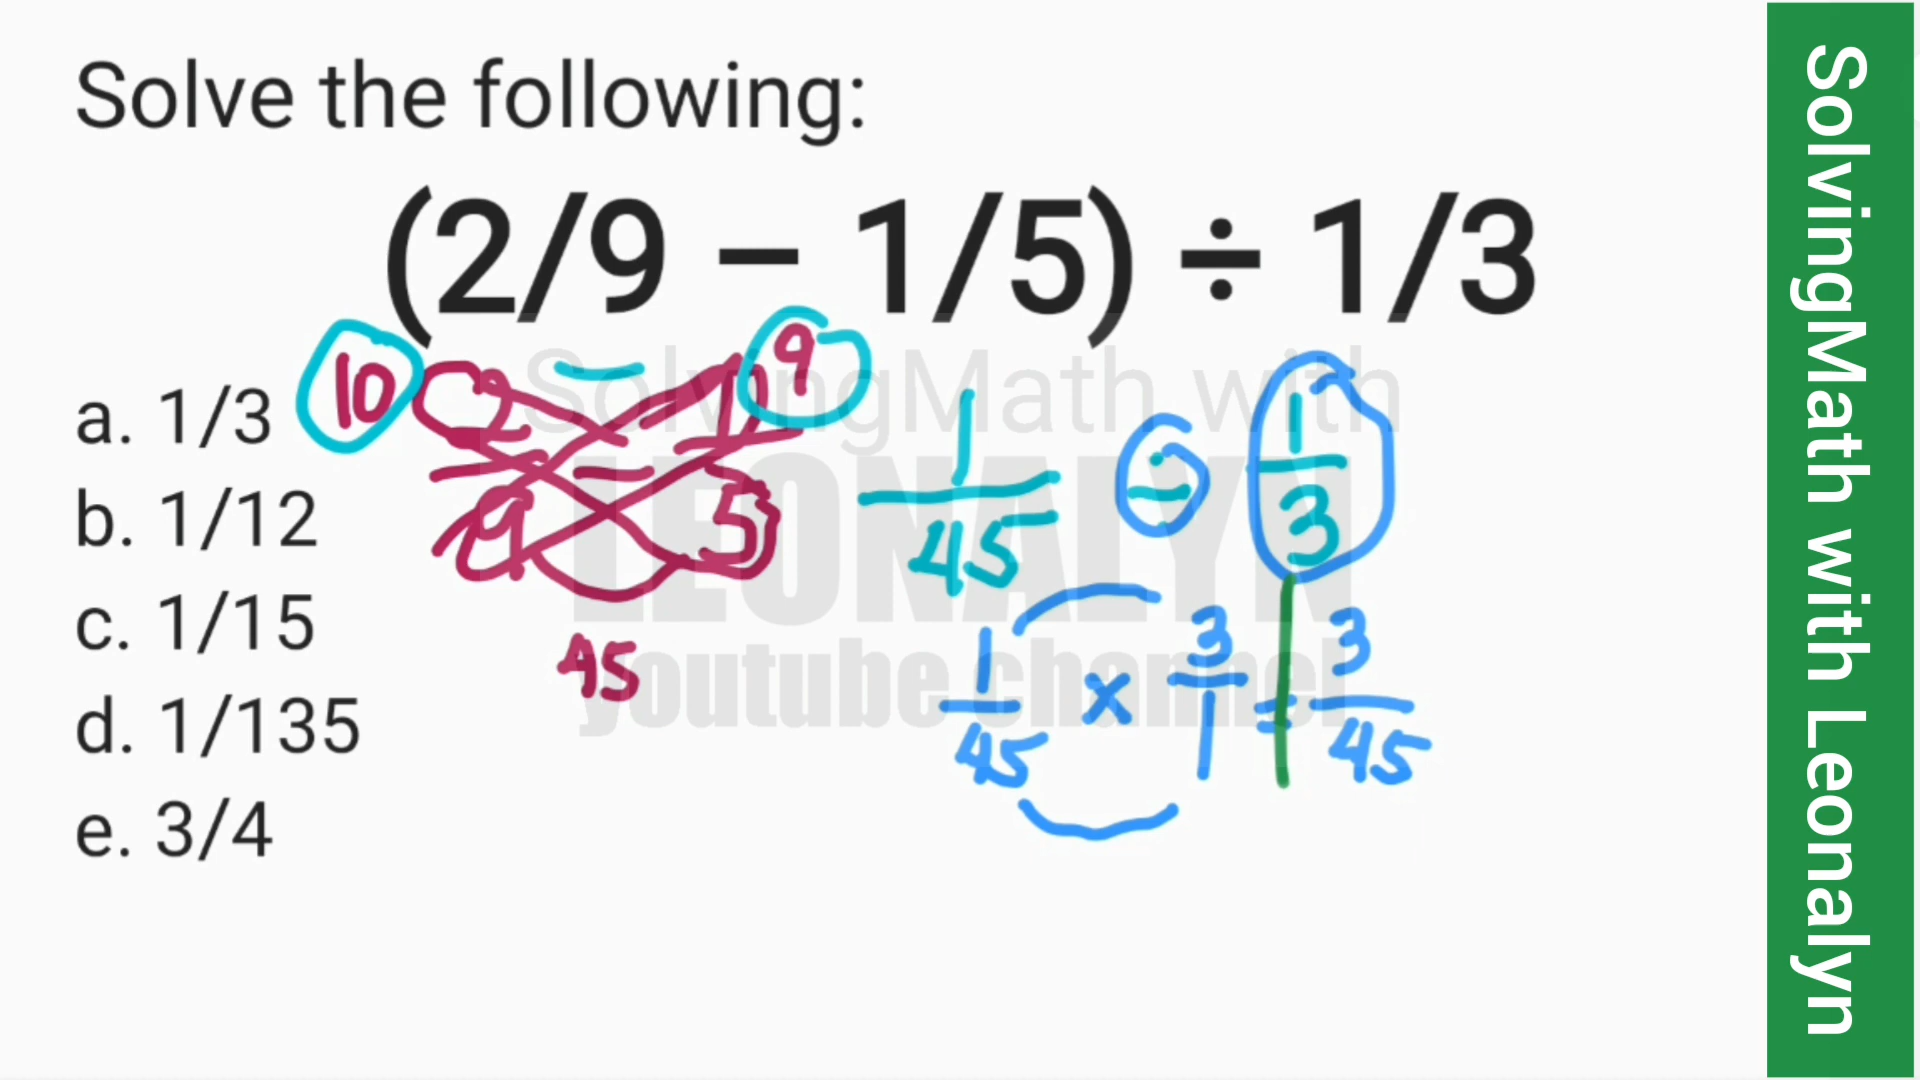 Solve the following:
(2/9 – 1/5) ÷ 1/3
a. 1/3
b. 1/12
c. 1/15
d. 1/135
e. 3/4
10 2/9 – 1/5 9
45
1/45 ÷ 1/3
1/45 × 3/1 = 3/45
SolvingMath with
LEONALYN
youtube channel
SolvingMath with Leonalyn